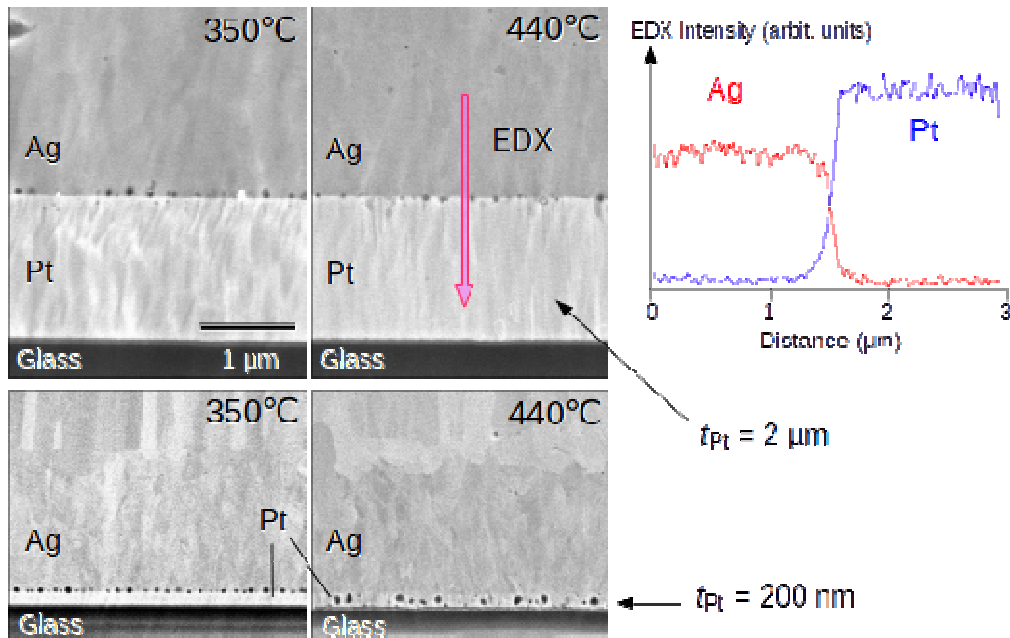 350°C
Ag
Pt
Glass
1 µm
440°C
Ag
EDX
Pt
Glass
EDX Intensity (arbit. units)
Ag
Pt
0
1
2
3
Distance (µm)
tPt = 2 µm
350°C
Ag
Pt
Glass
440°C
Ag
Glass
tPt = 200 nm